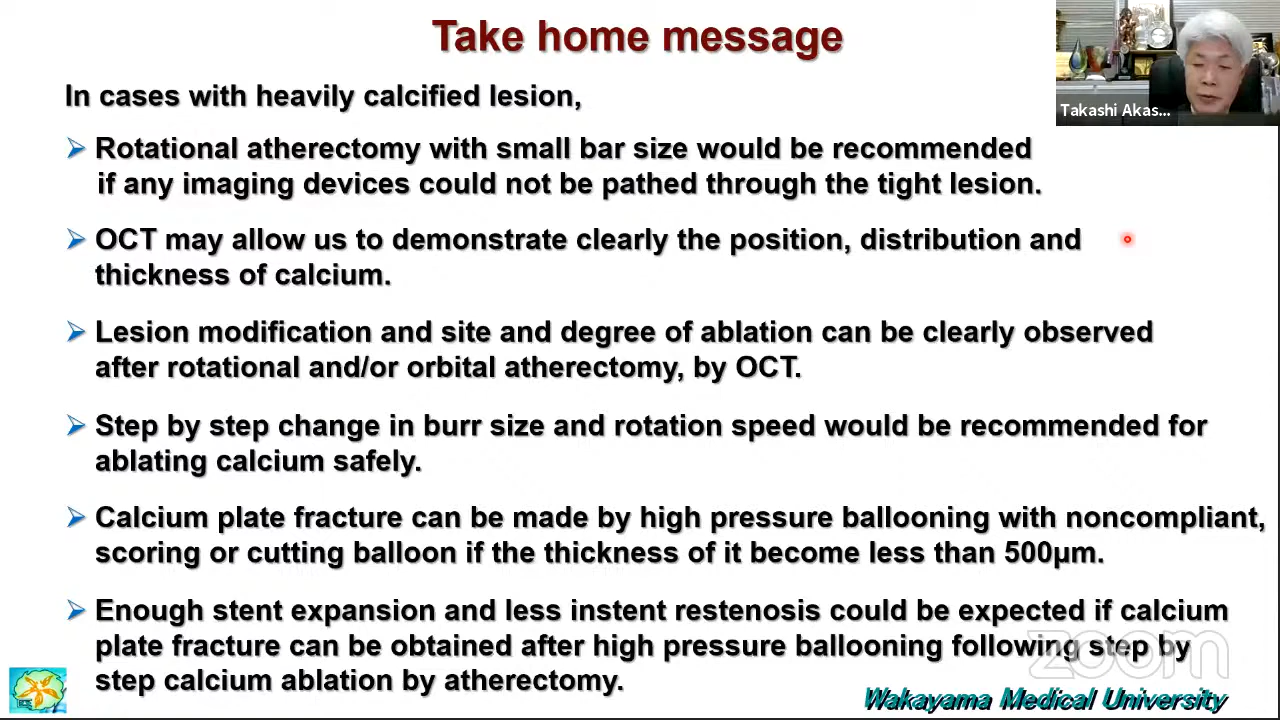 Take home message
Takashi Akas...
In cases with heavily calcified lesion,
Rotational atherectomy with small bar size would be recommended
if any imaging devices could not be pathed through the tight lesion.
OCT may allow us to demonstrate clearly the position, distribution and
thickness of calcium.
Lesion modification and site and degree of ablation can be clearly observed
after rotational and/or orbital atherectomy, by OCT.
Step by step change in burr size and rotation speed would be recommended for
ablating calcium safely.
Calcium plate fracture can be made by high pressure ballooning with noncompliant,
scoring or cutting balloon if the thickness of it become less than 500µm.
Enough stent expansion and less instent restenosis could be expected if calcium
plate fracture can be obtained after high pressure ballooning following step by
step calcium ablation by atherectomy.
zoom
Wakayama Medical University